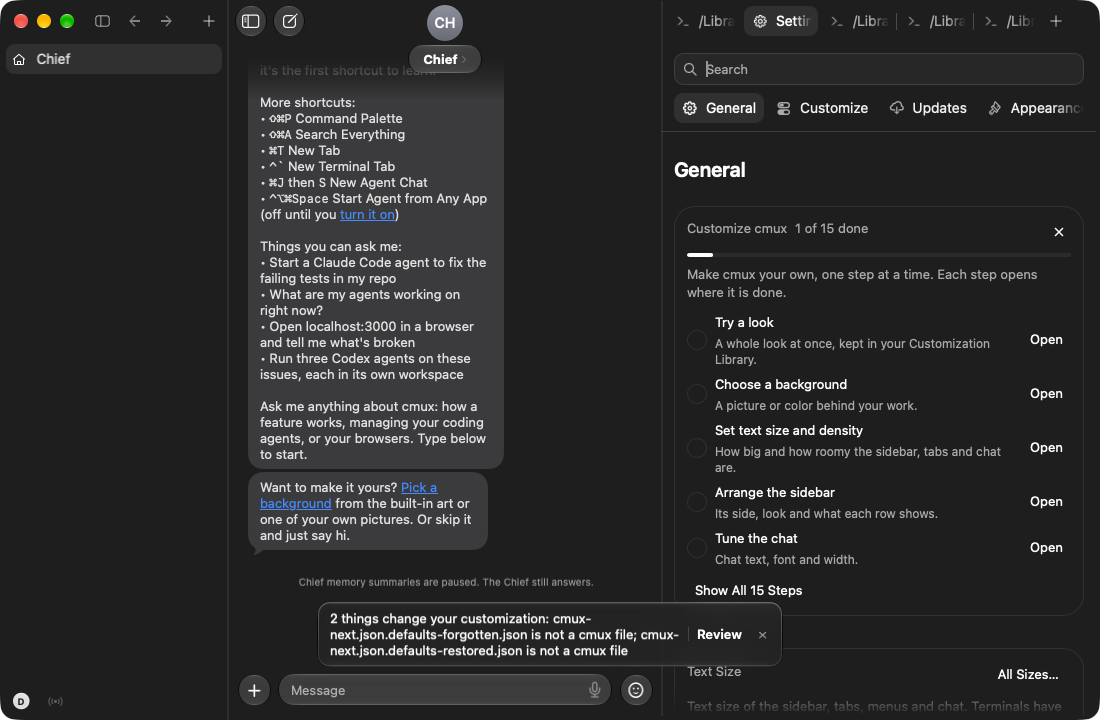 Chief
CH
Chief
it's the first shortcut to learn.
More shortcuts:
• ⇧⌘P Command Palette
• ⇧⌘A Search Everything
• ⌘T New Tab
• ^` New Terminal Tab
• ⌘J then S New Agent Chat
• ^⌥⌘Space Start Agent from Any App
(off until you turn it on)
Things you can ask me:
• Start a Claude Code agent to fix the
failing tests in my repo
• What are my agents working on
right now?
• Open localhost:3000 in a browser
and tell me what's broken
• Run three Codex agents on these
issues, each in its own workspace
Ask me anything about cmux: how a
feature works, managing your coding
agents, or your browsers. Type below
to start.
Want to make it yours? Pick a
background from the built-in art or
one of your own pictures. Or skip it
and just say hi.
Chief memory summaries are paused. The Chief still answers.
2 things change your customization: cmux-
next.json.defaults-forgotten.json is not a cmux file; cmux-
next.json.defaults-restored.json is not a cmux file
Review
Message
D
/Libra
Settin
/Libra
/Libra
/Libr
Search
General
Customize
Updates
Appearanc
General
Customize cmux 1 of 15 done
Make cmux your own, one step at a time. Each step opens
where it is done.
Try a look
A whole look at once, kept in your Customization
Library.
Open
Choose a background
A picture or color behind your work.
Open
Set text size and density
How big and how roomy the sidebar, tabs and chat
are.
Open
Arrange the sidebar
Its side, look and what each row shows.
Open
Tune the chat
Chat text, font and width.
Open
Show All 15 Steps
Text Size
All Sizes...
Text size of the sidebar, tabs, menus and chat. Terminals have